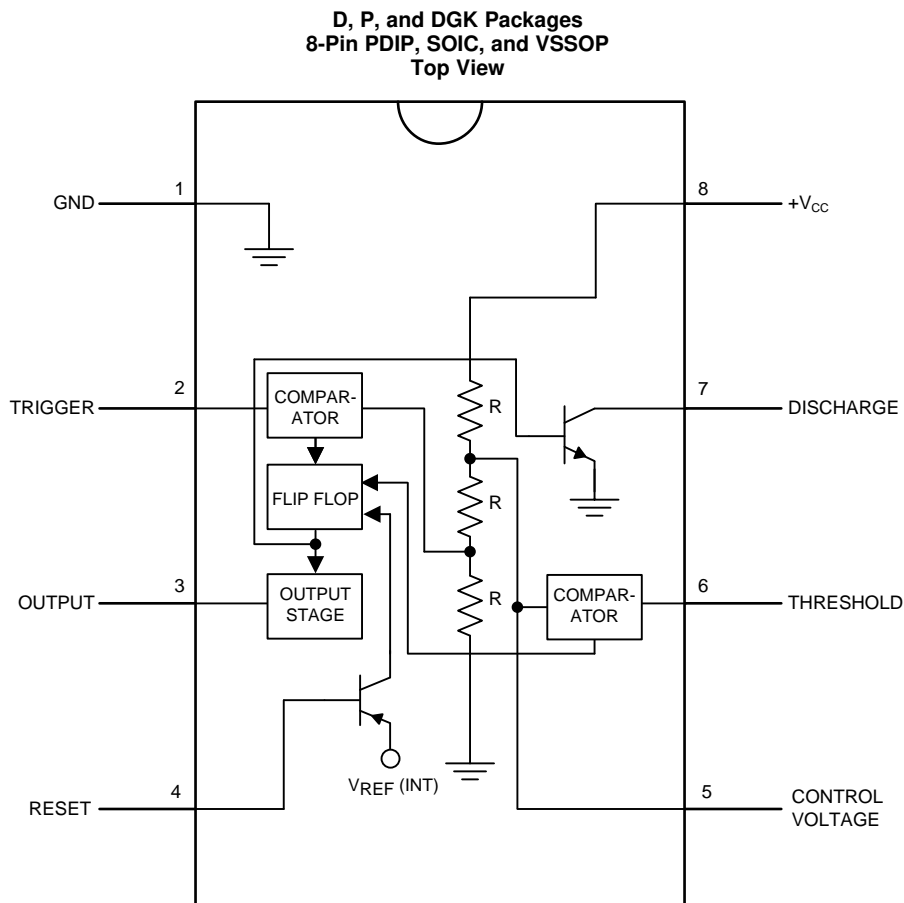 D, P, and DGK Packages
8-Pin PDIP, SOIC, and VSSOP
Top View
1
GND
8
+VCC
2
TRIGGER
COMPAR-
ATOR
R
7
DISCHARGE
FLIP FLOP
R
3
OUTPUT
OUTPUT
STAGE
R
COMPAR-
ATOR
6
THRESHOLD
VREF (INT)
4
RESET
5
CONTROL
VOLTAGE